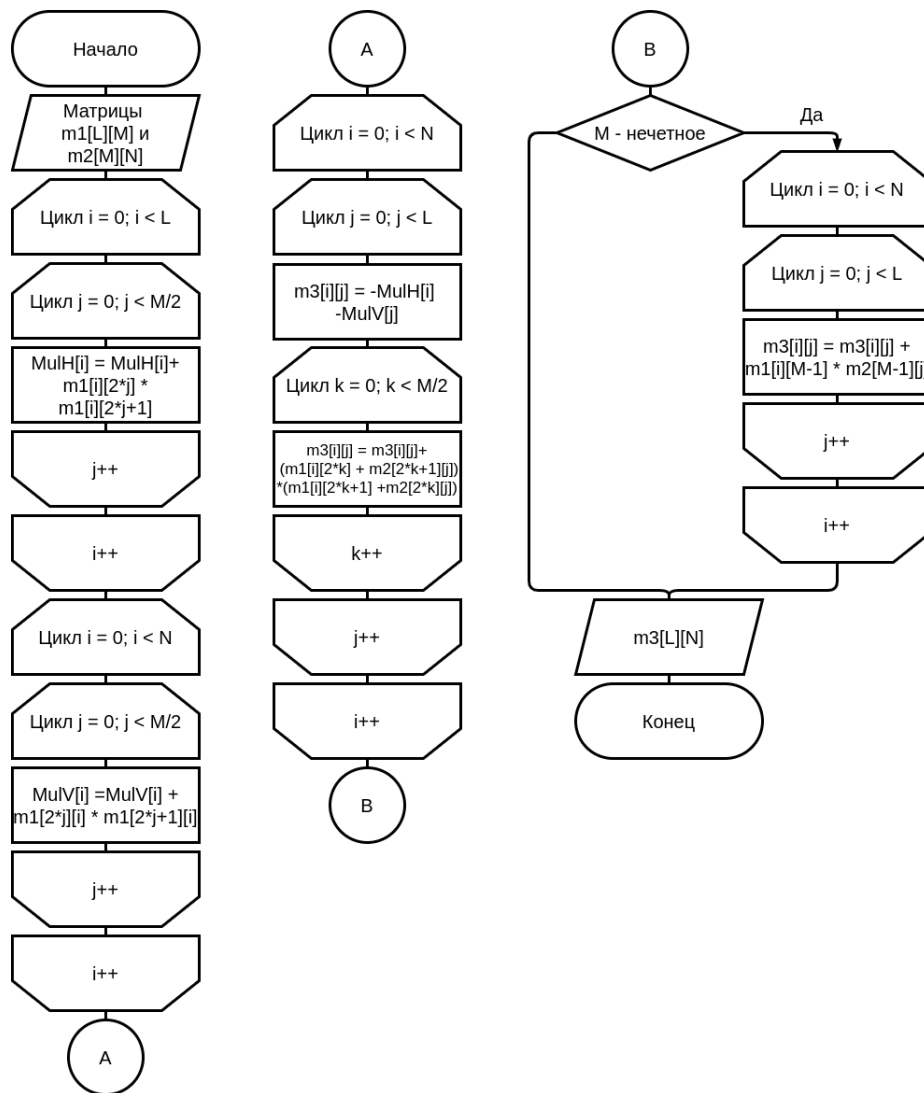 Начало
Матрицы
m1[L][M] и
m2[M][N]
Цикл i = 0; i < L
Цикл j = 0; j < M/2
MulH[i] = MulH[i]+
m1[i][2*j] *
m1[i][2*j+1]
j++
i++
Цикл i = 0; i < N
Цикл j = 0; j < M/2
MulV[i] =MulV[i] +
m1[2*j][i] * m1[2*j+1][i]
j++
i++
A
A
Цикл i = 0; i < N
Цикл j = 0; j < L
m3[i][j] = -MulH[i]
-MulV[j]
Цикл k = 0; k < M/2
m3[i][j] = m3[i][j]+
(m1[i][2*k] + m2[2*k+1][j])
*(m1[i][2*k+1] +m2[2*k][j])
k++
j++
i++
B
B
M - нечетное
Да
Цикл i = 0; i < N
Цикл j = 0; j < L
m3[i][j] = m3[i][j] +
m1[i][M-1] * m2[M-1][j]
j++
i++
m3[L][N]
Конец